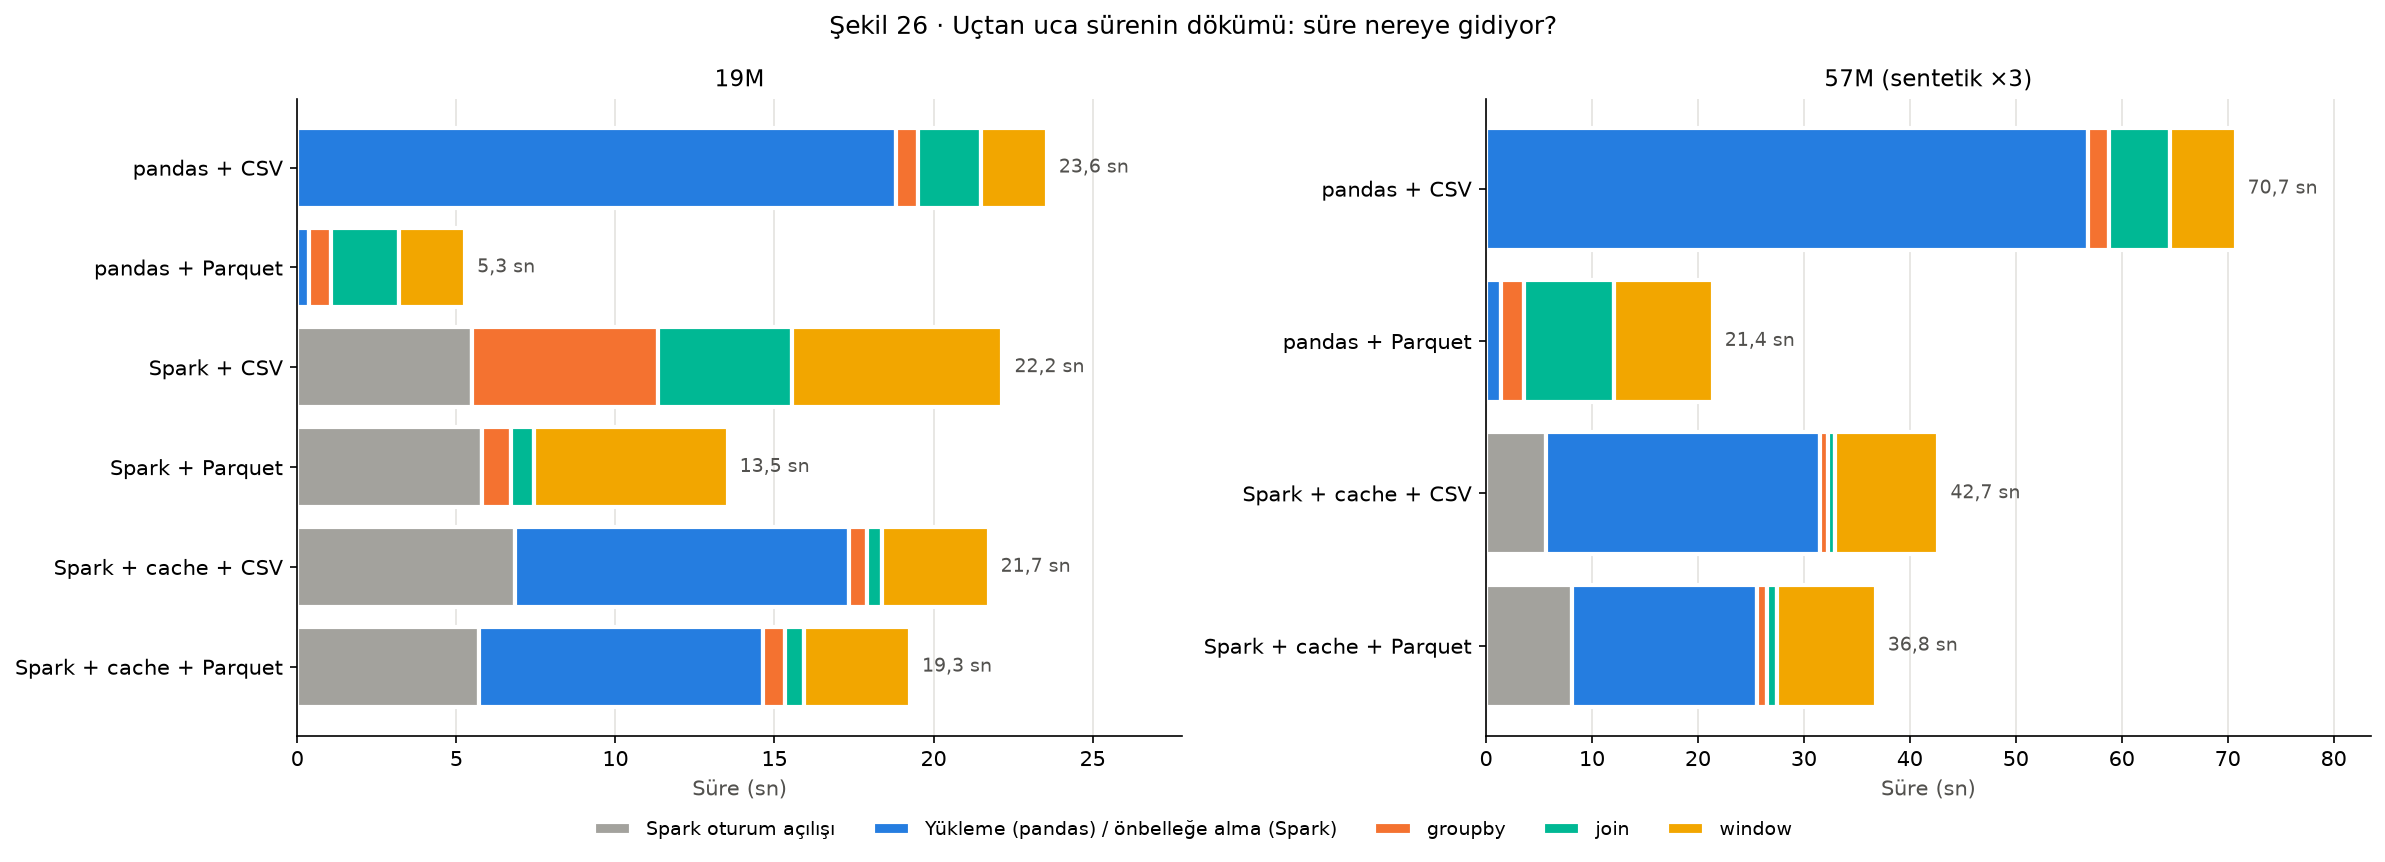 Şekil 26 · Uçtan uca sürenin dökümü: süre nereye gidiyor?
19M
pandas + CSV
23,6 sn
pandas + Parquet
5,3 sn
Spark + CSV
22,2 sn
Spark + Parquet
13,5 sn
Spark + cache + CSV
21,7 sn
Spark + cache + Parquet
19,3 sn
0 5 10 15 20 25
Süre (sn)
57M (sentetik ×3)
pandas + CSV
70,7 sn
pandas + Parquet
21,4 sn
Spark + cache + CSV
42,7 sn
Spark + cache + Parquet
36,8 sn
0 10 20 30 40 50 60 70 80
Süre (sn)
Spark oturum açılışı
Yükleme (pandas) / önbelleğe alma (Spark)
groupby
join
window